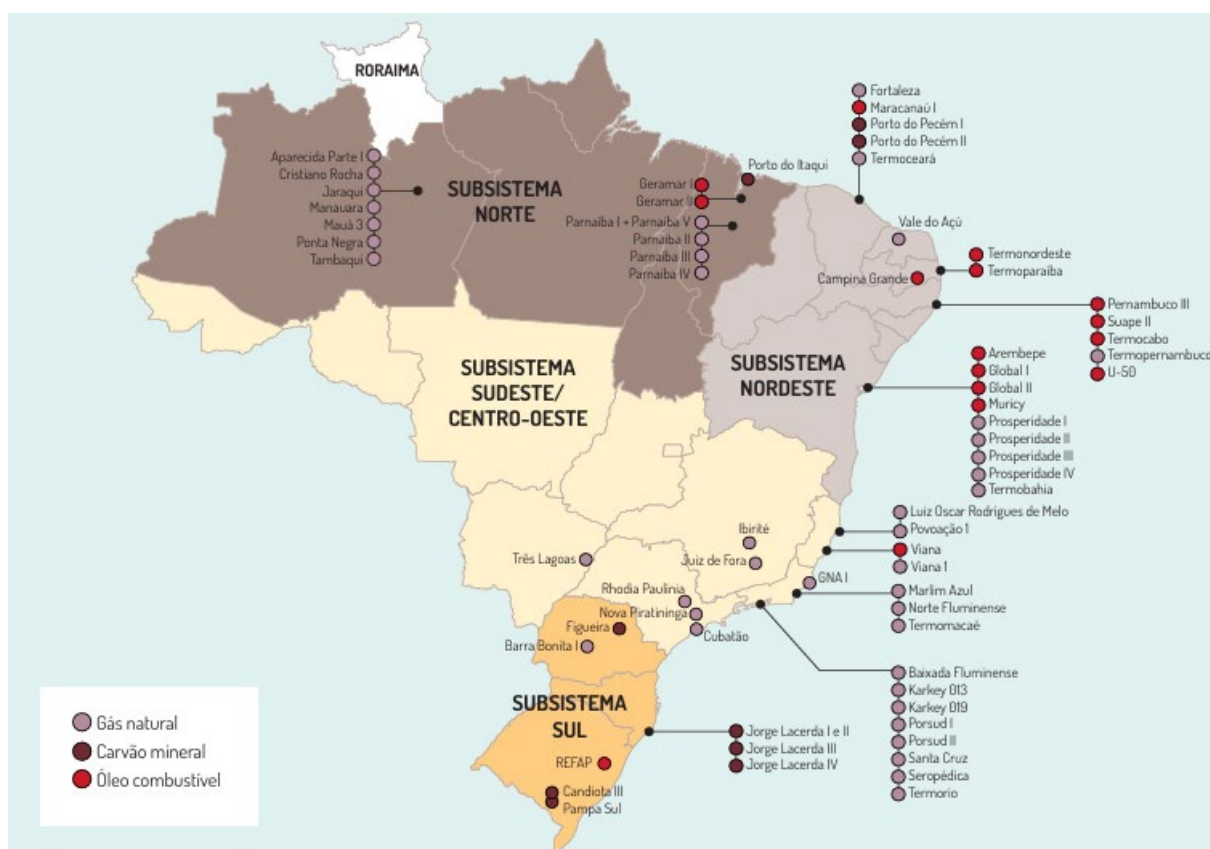 RORAIMA
Aparecida Parte I
Cristiano Rocha
Jaraqui
Manauara
Mauá 3
Ponta Negra
Tambaqui
SUBSISTEMA
NORTE
Porto do Itaqui
Geramar I
Geramar II
Parnaíba I + Parnaíba V
Parnaíba II
Parnaíba III
Parnaíba IV
Fortaleza
Maracanaú I
Porto do Pecém I
Porto do Pecém II
Termoceará
Vale do Açú
Campina Grande
Termonordeste
Termoparaíba
Pernambuco III
Suape II
Termocabo
Termopernambuco
U-50
SUBSISTEMA
NORDESTE
Arembepe
Global I
Global II
Muricy
Prosperidade I
Prosperidade II
Prosperidade III
Prosperidade IV
Termobahia
SUBSISTEMA
SUDESTE/
CENTRO-OESTE
Luiz Oscar Rodrigues de Melo
Povoação 1
Viana
Viana 1
Ibirité
Juiz de Fora
Três Lagoas
GNA I
Rhodia Paulínia
Nova Piratininga
Cubatão
Marlim Azul
Norte Fluminense
Termomacaé
Figueira
Barra Bonita I
Baixada Fluminense
Karkey 013
Karkey 019
Porsud I
Porsud II
Santa Cruz
Seropédica
Termorio
SUBSISTEMA
SUL
Jorge Lacerda I e II
Jorge Lacerda III
Jorge Lacerda IV
REFAP
Candiota III
Pampa Sul
Gás natural
Carvão mineral
Óleo combustível